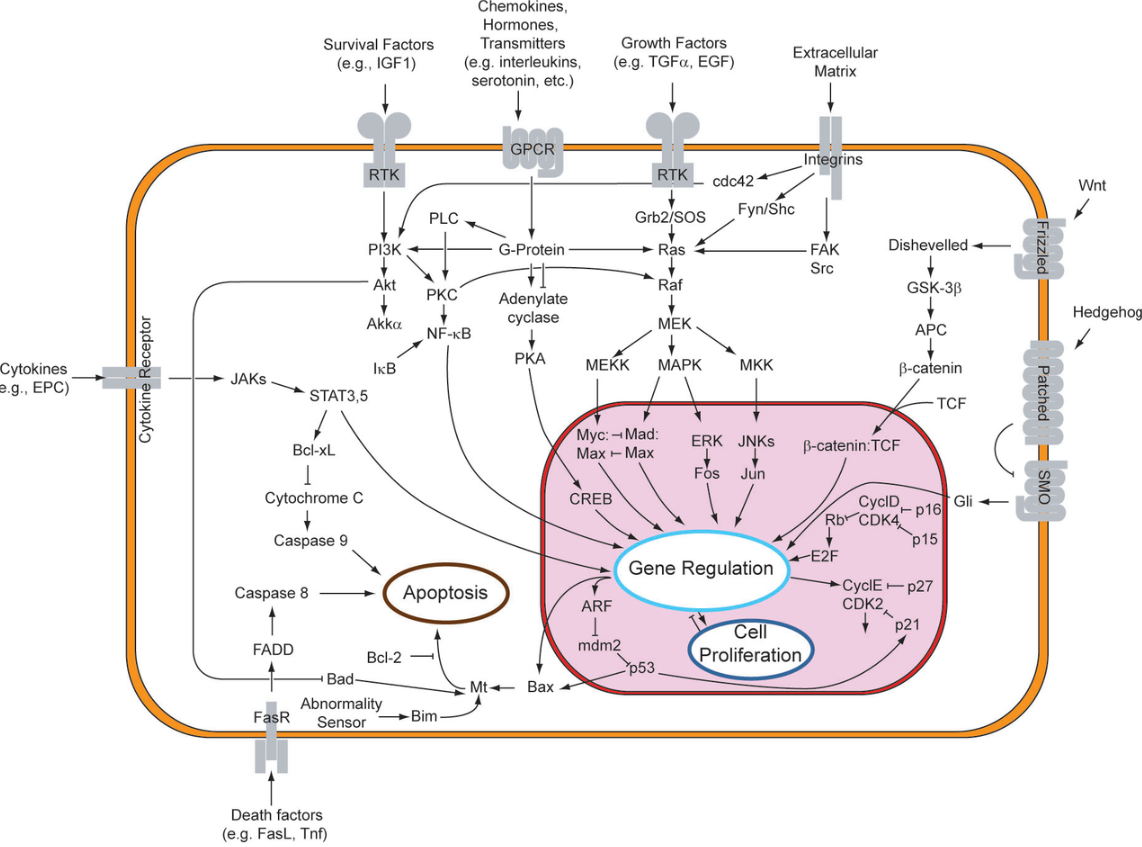 Chemokines,
Hormones,
Transmitters
(e.g. interleukins,
serotonin, etc.)
Survival Factors
(e.g., IGF1)
Growth Factors
(e.g. TGFα, EGF)
Extracellular
Matrix
RTK
GPCR
RTK
Integrins
cdc42
Fyn/Shc
Grb2/SOS
PLC
PI3K
G-Protein
Ras
FAK
Src
Akt
PKC
Adenylate
cyclase
Raf
Akkα
NF-κB
MEK
IκB
PKA
MEKK
MAPK
MKK
Wnt
Frizzled
Dishevelled
GSK-3β
APC
β-catenin
TCF
Hedgehog
Patched
SMO
Gli
Cytokines
e.g., EPC)
Cytokine Receptor
JAKs
STAT3,5
Bcl-xL
Cytochrome C
Caspase 9
Caspase 8
Apoptosis
FADD
Bcl-2
Bad
Mt
Bax
Abnormality
Sensor
Bim
FasR
Death factors
(e.g. FasL, Tnf)
Myc:
Max
Mad:
Max
ERK
Fos
JNKs
Jun
β-catenin:TCF
CREB
CyclD
CDK4
p16
p15
Rb
E2F
Gene Regulation
CyclE
CDK2
p27
p21
ARF
mdm2
p53
Cell
Proliferation